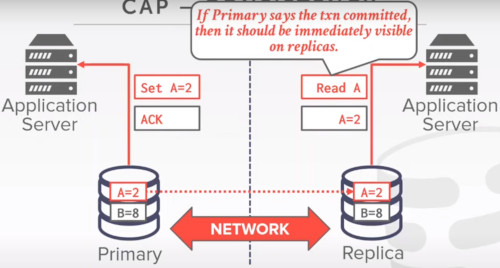 CAP –
If Primary says the txn committed,
then it should be immediately visible
on replicas.
Application
Server
Set A=2
ACK
Read A
A=2
Application
Server
A=2
B=8
Primary
NETWORK
A=2
B=8
Replica